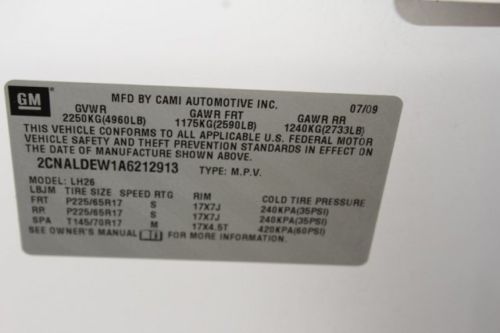 GM
MFD BY CAMI AUTOMOTIVE INC. 07/09
GVWR GAWR FRT GAWR RR
2250KG(4960LB) 1175KG(2590LB) 1240KG(2733LB)
THIS VEHICLE CONFORMS TO ALL APPLICABLE U.S. FEDERAL MOTOR
VEHICLE SAFETY AND THEFT PREVENTION STANDARDS IN EFFECT ON
THE DATE OF MANUFACTURE SHOWN ABOVE.
2CNALDEW1A6212913 TYPE: M.P.V.
MODEL: LH26
LBJM TIRE SIZE SPEED RTG RIM COLD TIRE PRESSURE
FRT P225/65R17 S 17X7J 240KPA(35PSI)
RR P225/65R17 S 17X7J 240KPA(35PSI)
SPA T145/70R17 M 17X4.5T 420KPA(60PSI)
SEE OWNER'S MANUAL FOR MORE INFORMATION.